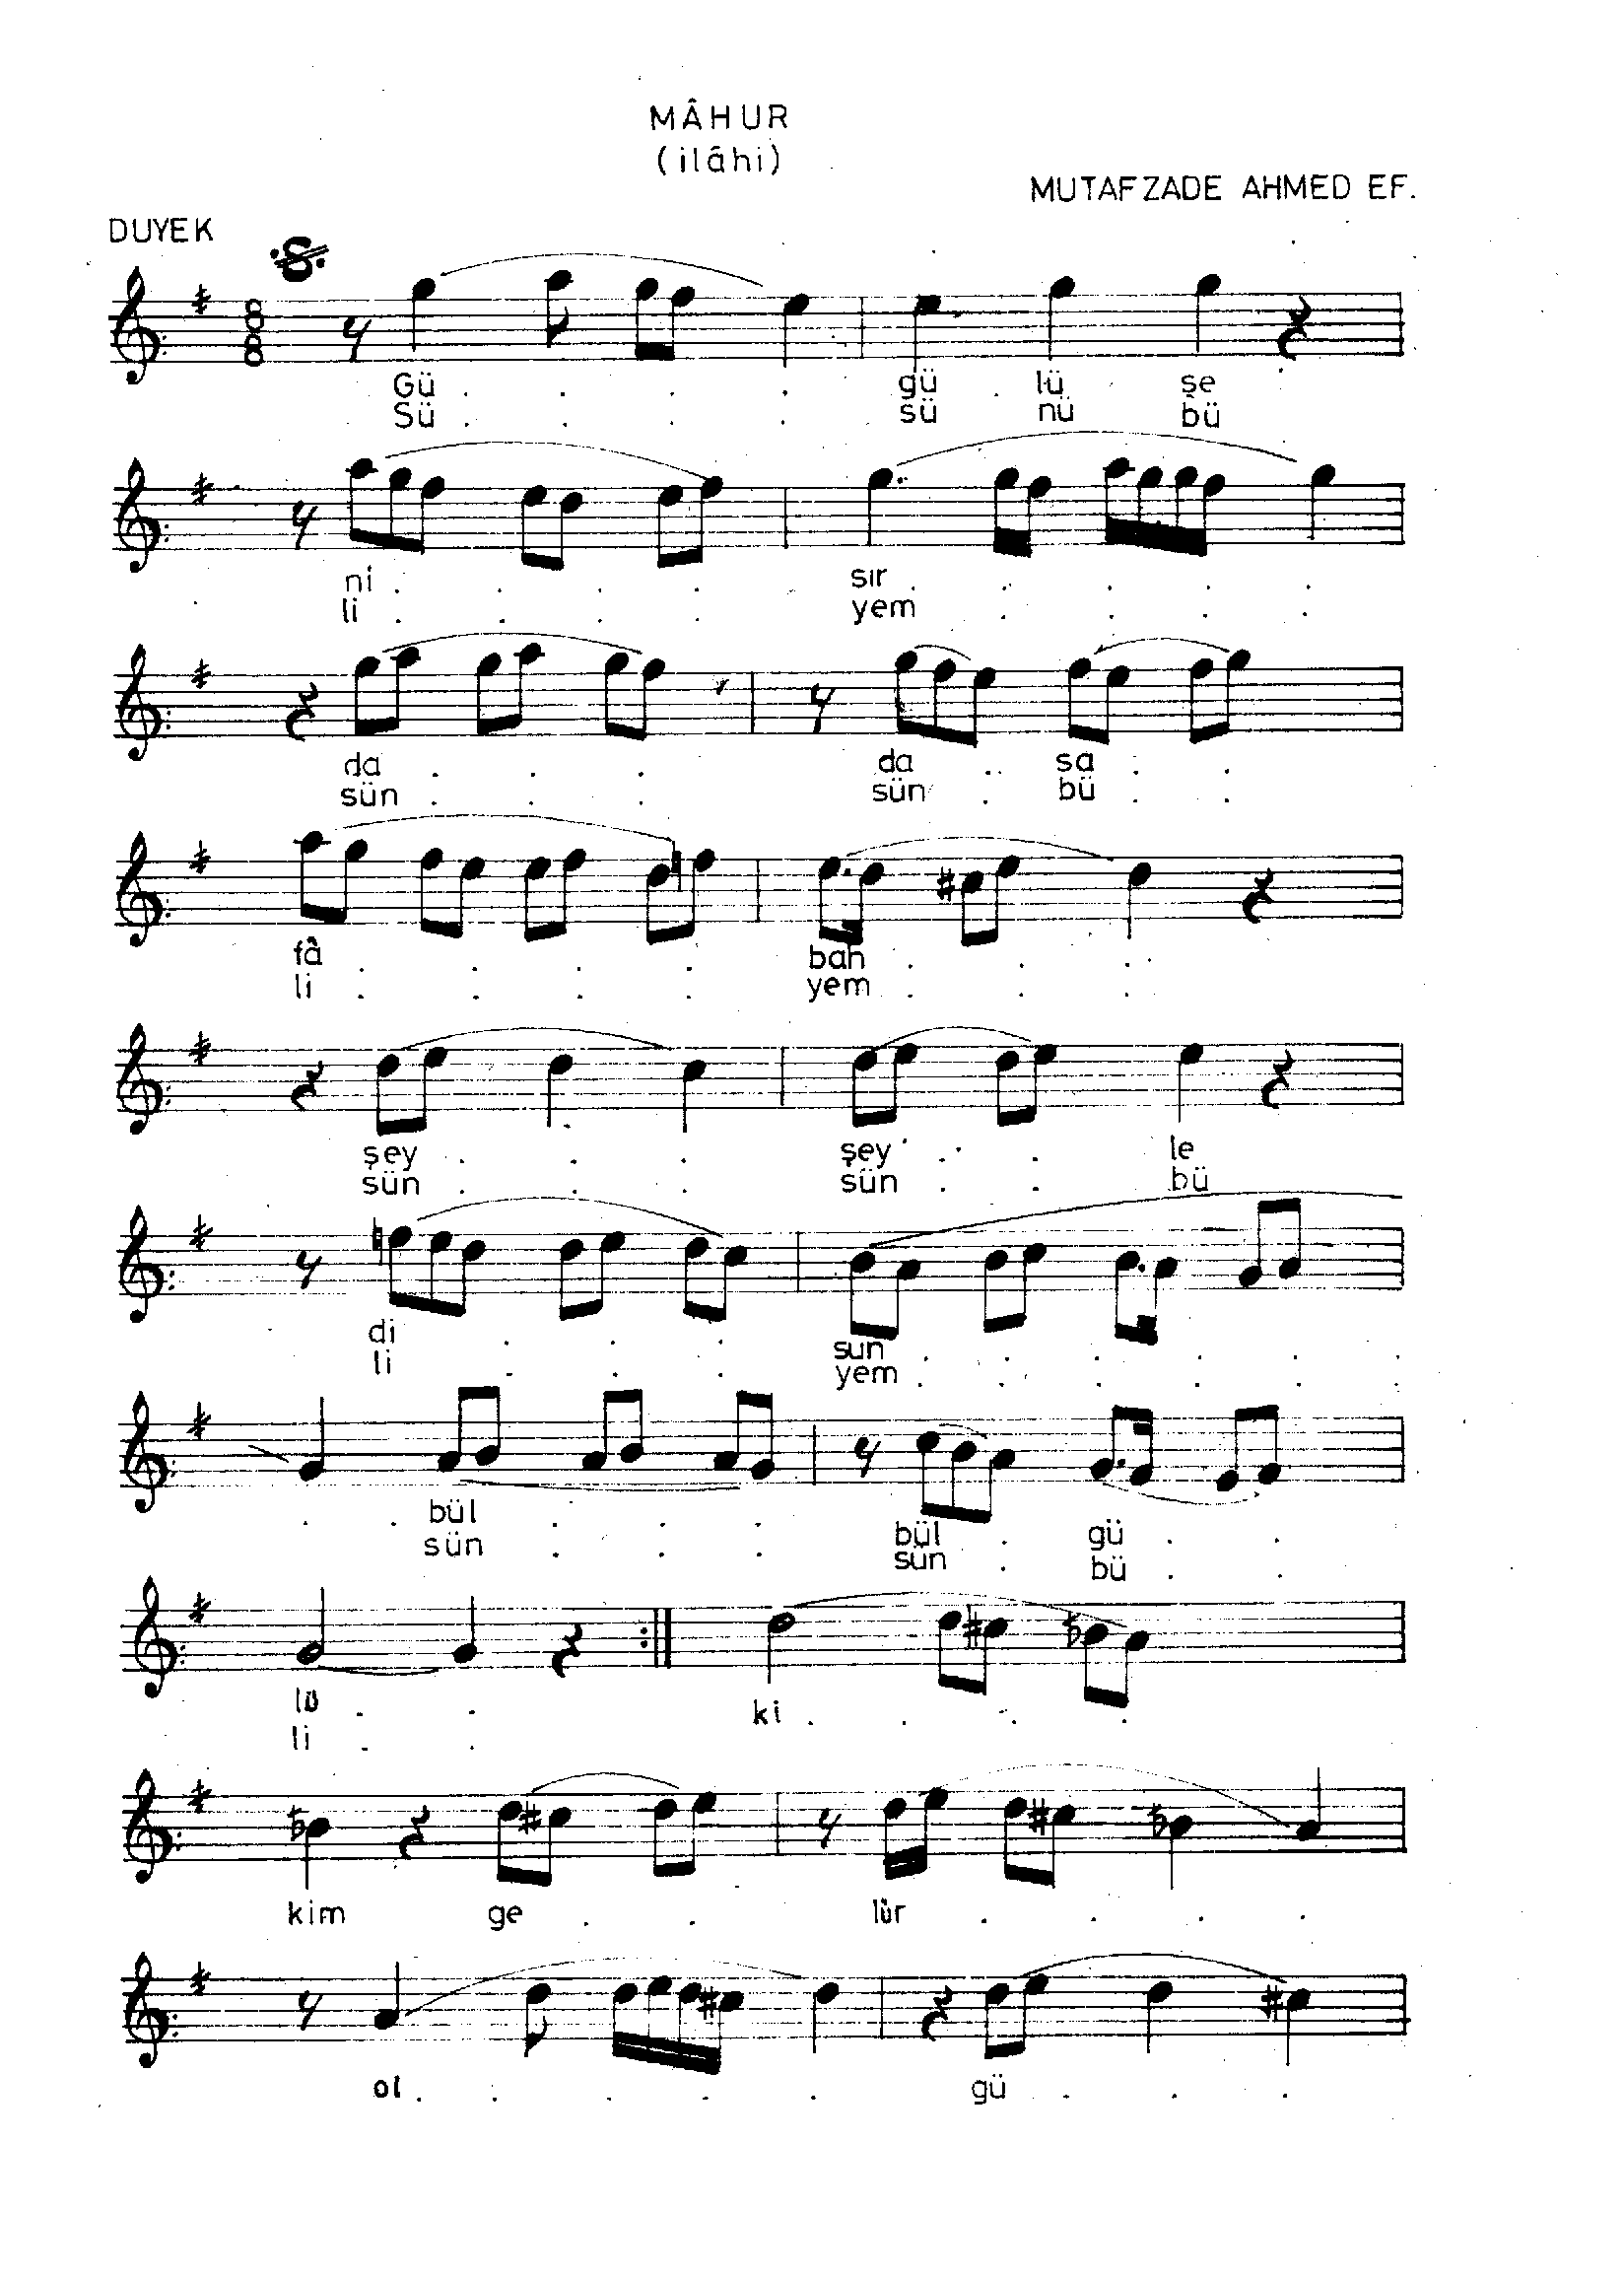 MÂHUR
(ilâhi)
MUTAFZADE AHMED EF.
DUYEK
8
8
Gü . . . . gü . lü şe
Sü . . . . sü nü bü
ni . . . . sır . . . . .
li . . . . yem . . . .
da . . . da . . sa . .
sün . . . sün . bü . .
fâ . . . . bah . . .
li . . . . yem . . .
şey . . . şey . . le
sün . . . sün . . bü
di . . . sun . . . . . .
li . . . yem . . . . . .
. . bül . . . bül . gü . .
sün . . . sün . bü . .
lü . . ki . . . .
li . .
kim ge . . lür . . . .
ol . . . . . gü . . .